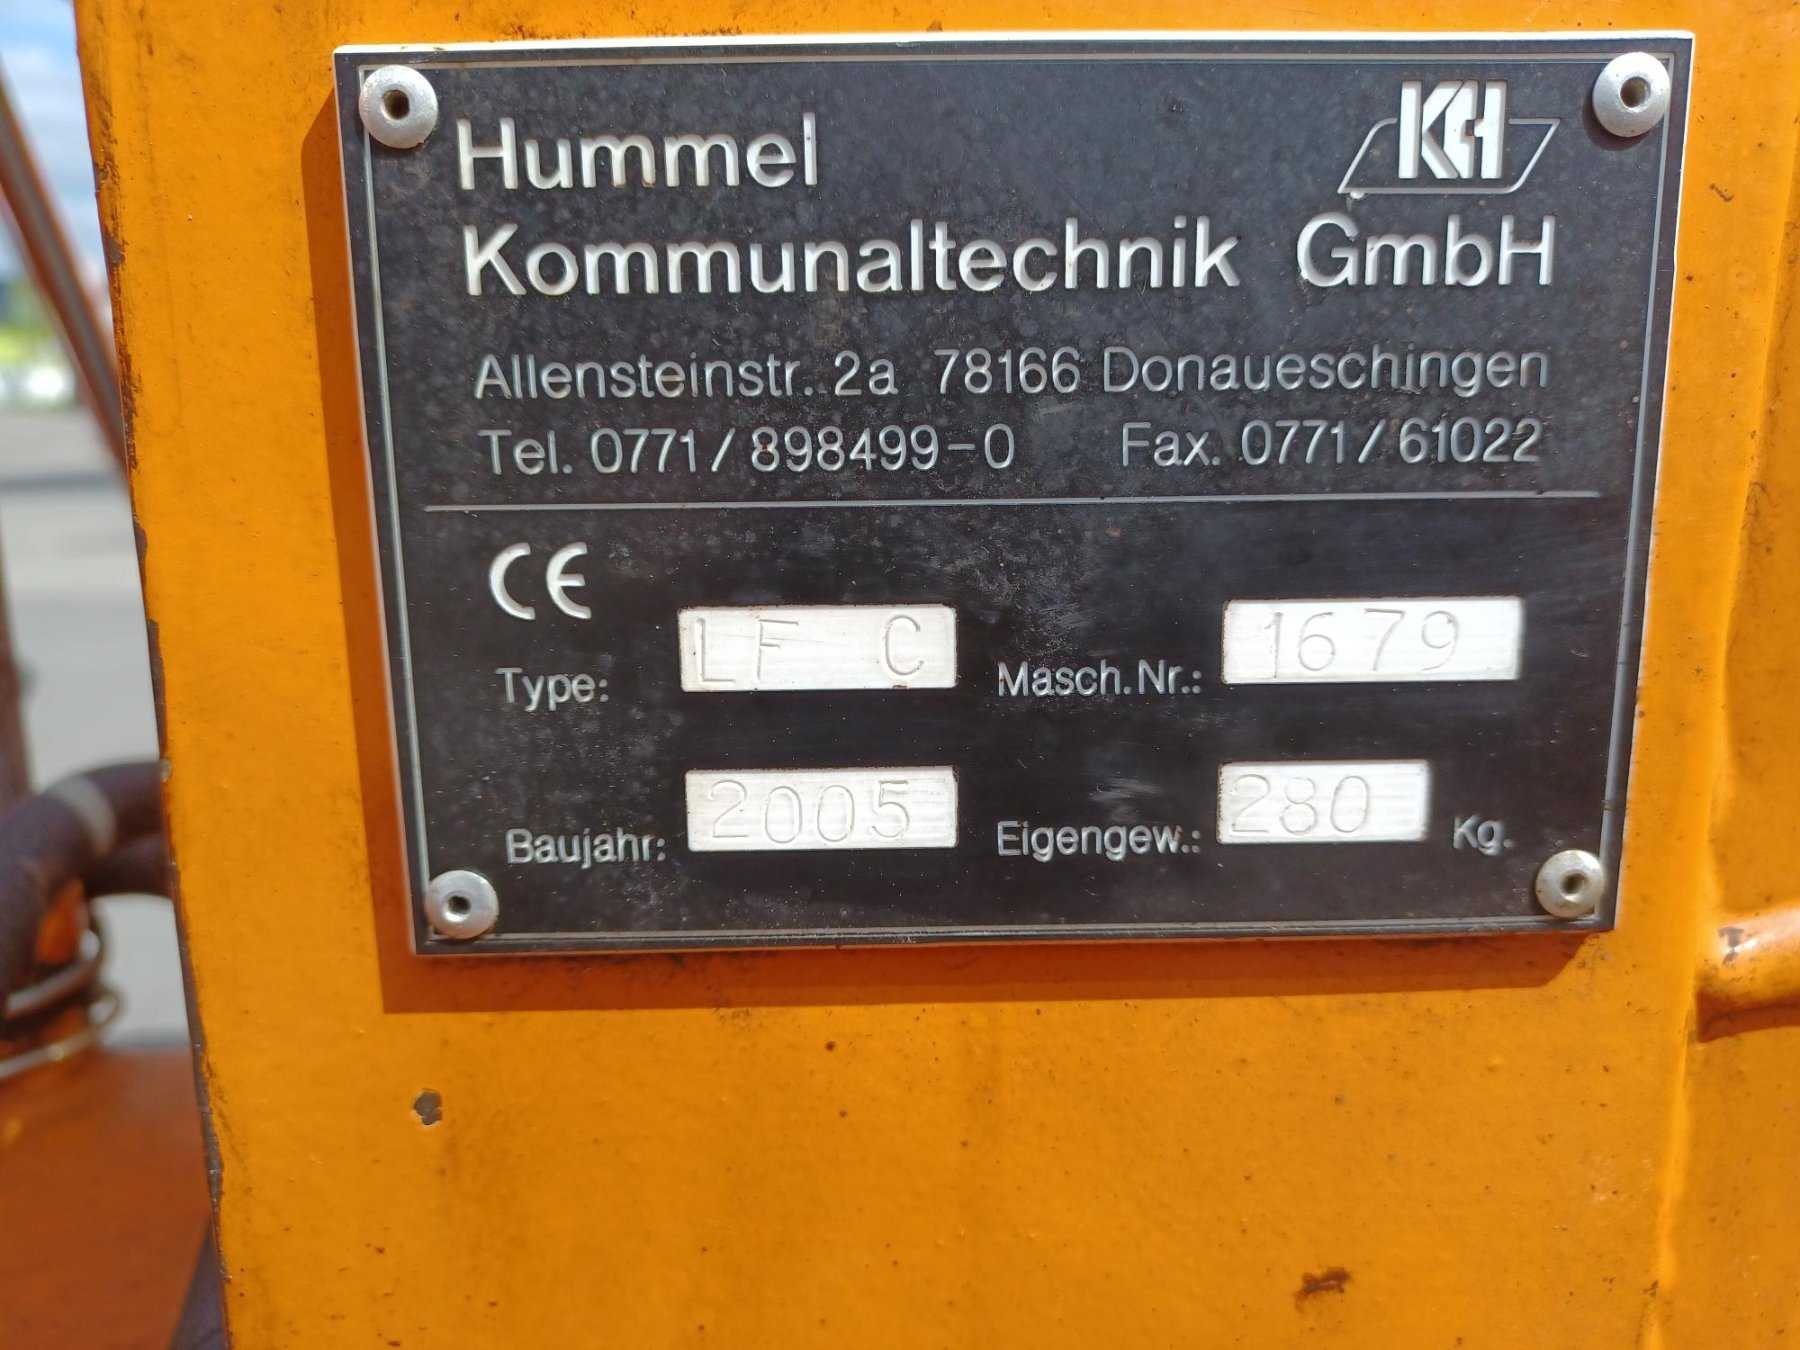 KH
Hummel
Kommunaltechnik GmbH
Allensteinstr. 2a 78166 Donaueschingen
Tel. 0771/898499-0 Fax. 0771/61022
CE
Type: LF C Masch.Nr.: 1679
Baujahr: 2005 Eigengew.: 280 Kg.